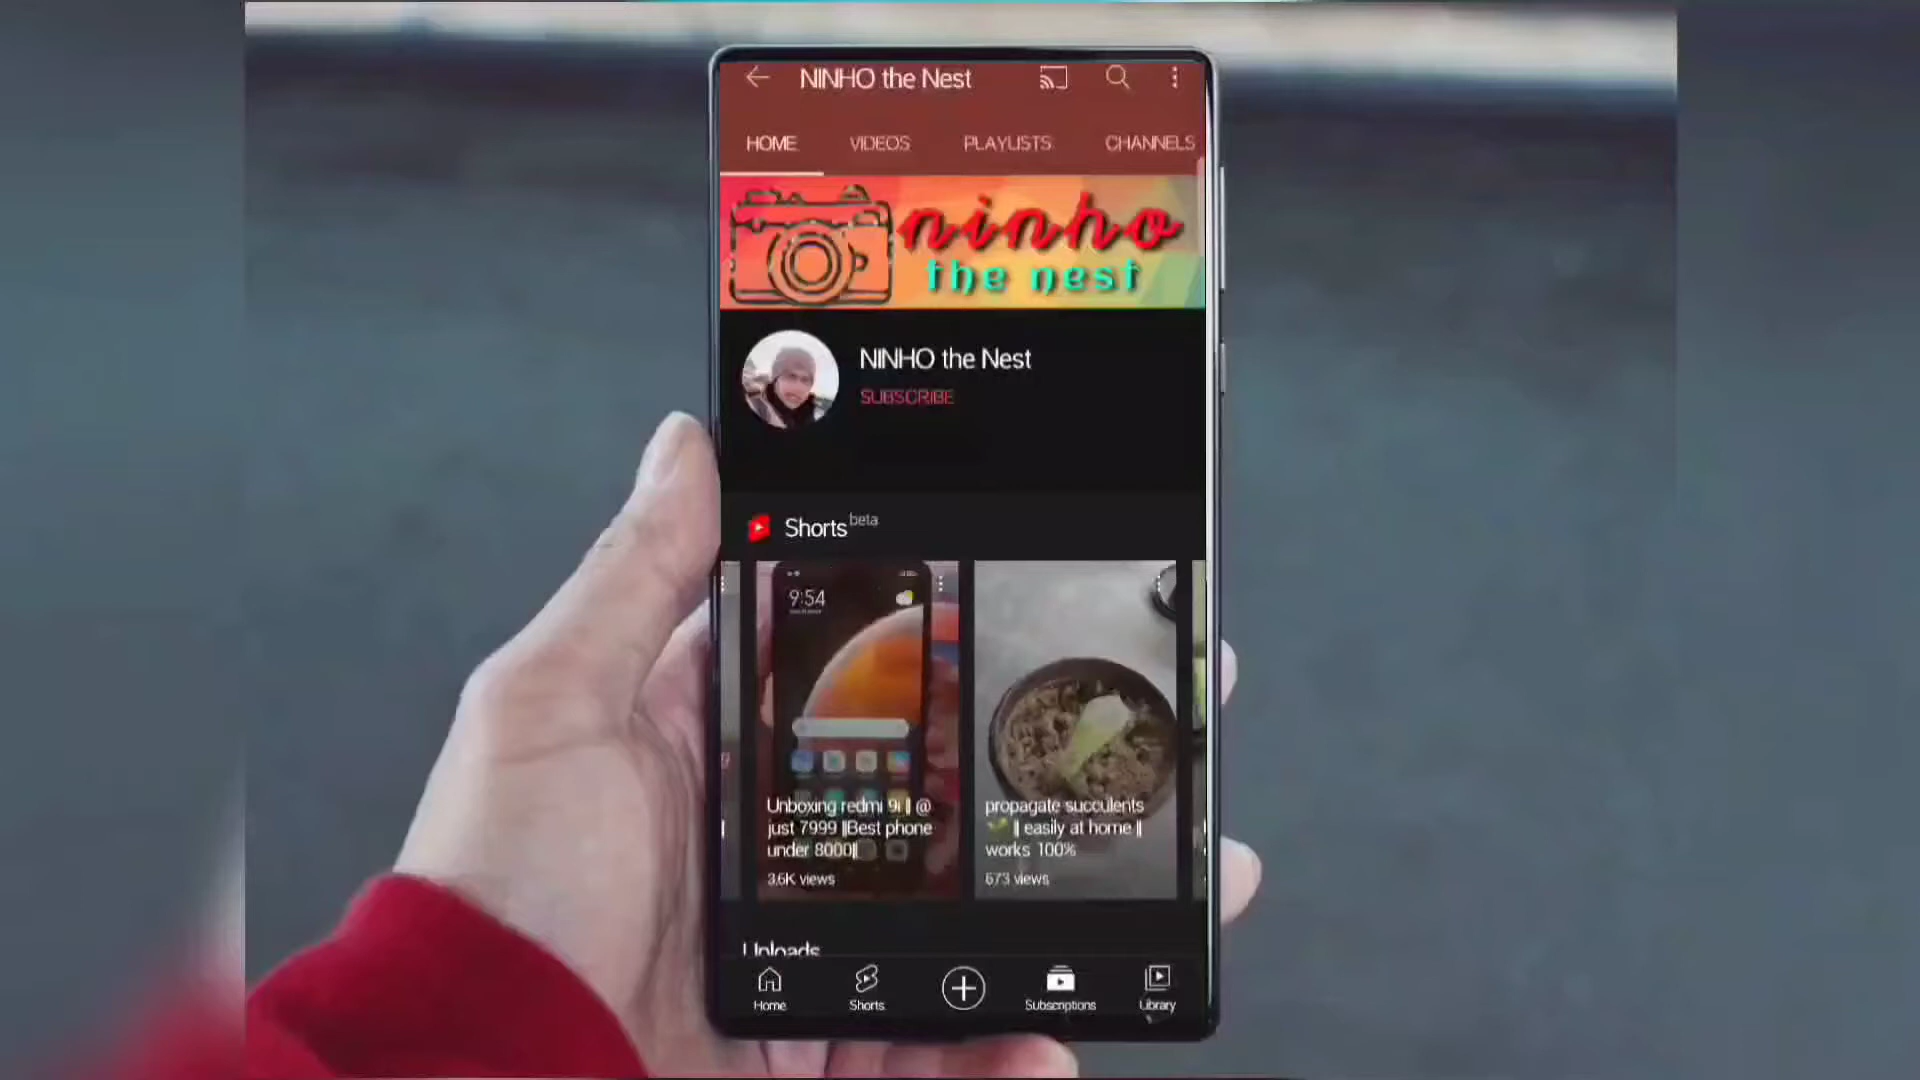 NINHO the Nest
HOME VIDEOS PLAYLISTS CHANNELS
ninho
the nest
NINHO the Nest
SUBSCRIBE
Shorts beta
9:54
Unboxing redmi 9i || @
just 7999 ||Best phone
under 8000||
3.6K views
propagate succulents
🌱 || easily at home ||
works 100%
673 views
Uploads
Home Shorts Subscriptions Library